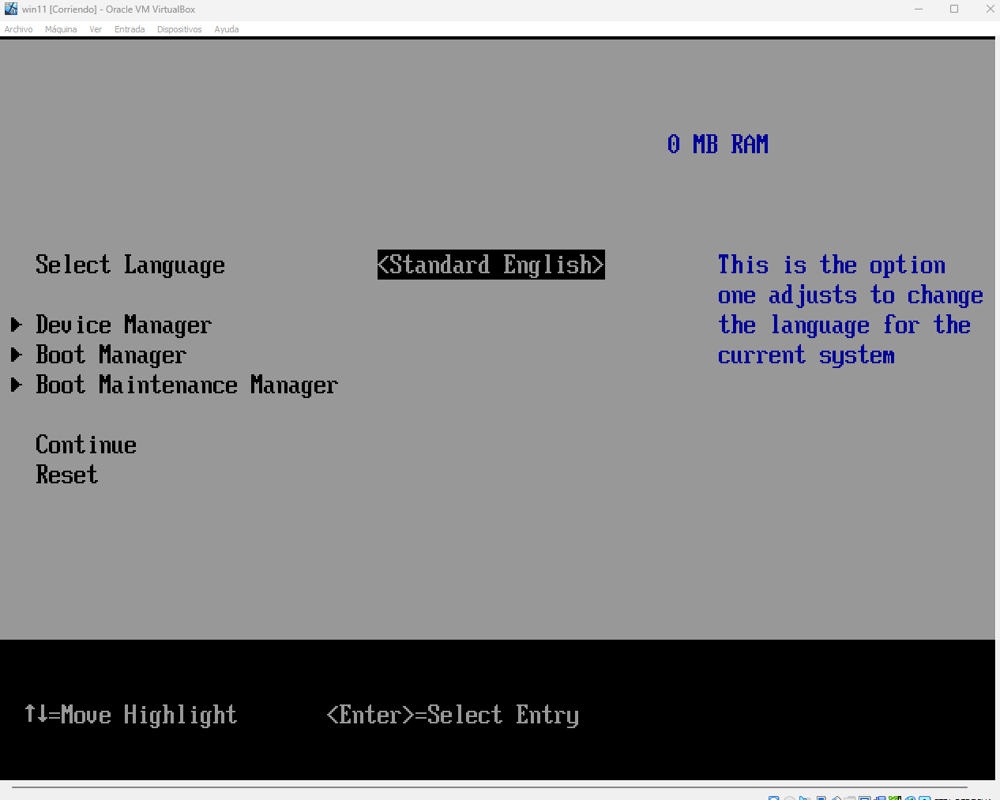 win11 [Corriendo] - Oracle VM VirtualBox
Archivo Máquina Ver Entrada Dispositivos Ayuda
0 MB RAM
Select Language <Standard English> This is the option
one adjusts to change
Device Manager the language for the
Boot Manager current system
Boot Maintenance Manager
Continue
Reset
↑↓=Move Highlight <Enter>=Select Entry